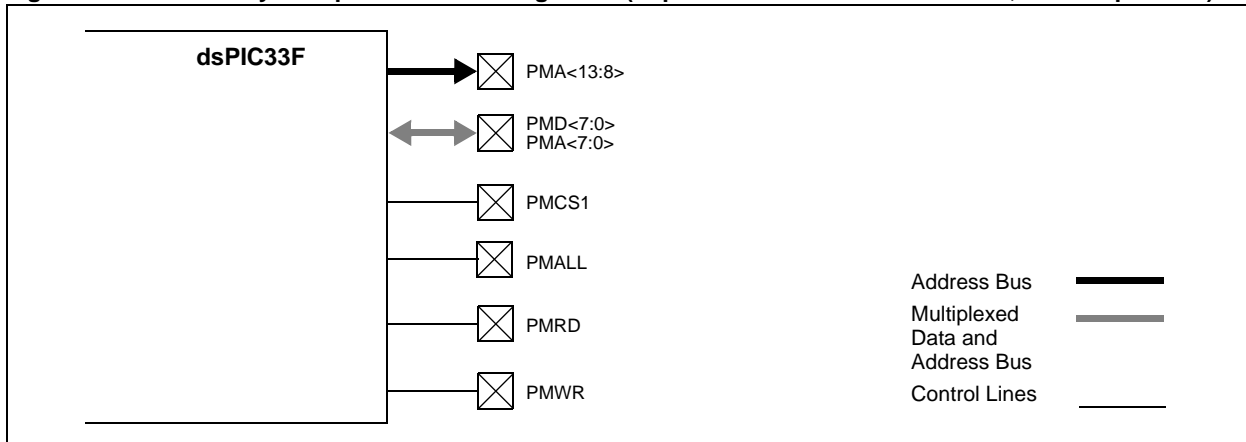 dsPIC33F
PMA<13:8>
PMD<7:0>
PMA<7:0>
PMCS1
PMALL
PMRD
PMWR
Address Bus
Multiplexed
Data and
Address Bus
Control Lines